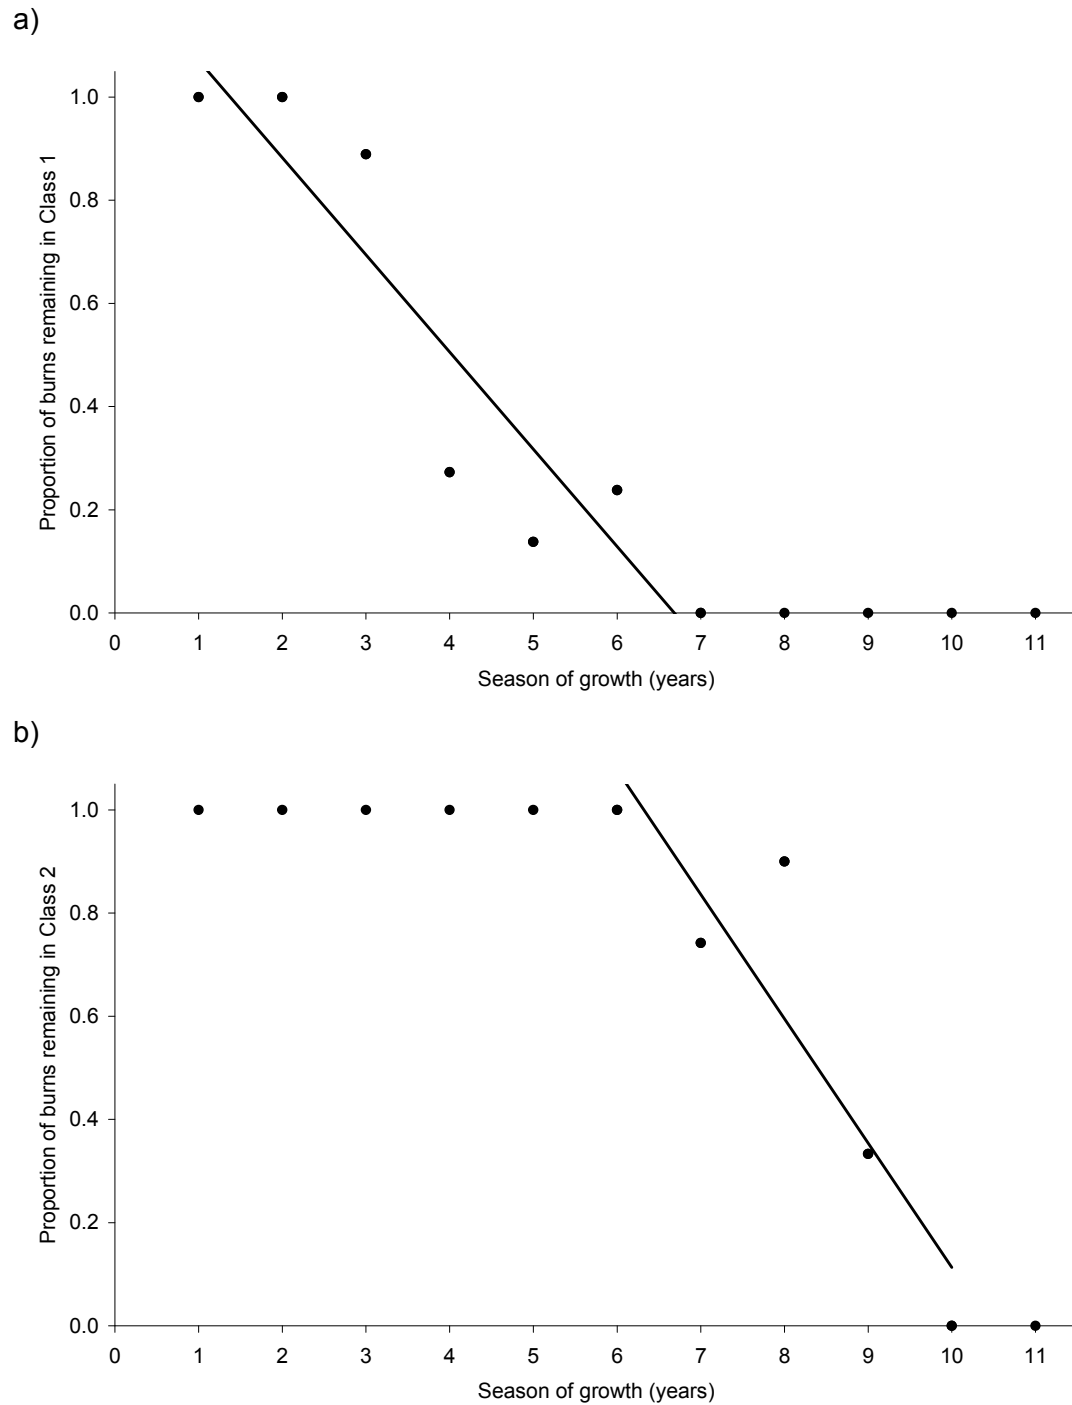 a)
Proportion of burns remaining in Class 1
1.0
0.8
0.6
0.4
0.2
0.0
0 1 2 3 4 5 6 7 8 9 10 11
Season of growth (years)
b)
Proportion of burns remaining in Class 2
1.0
0.8
0.6
0.4
0.2
0.0
0 1 2 3 4 5 6 7 8 9 10 11
Season of growth (years)